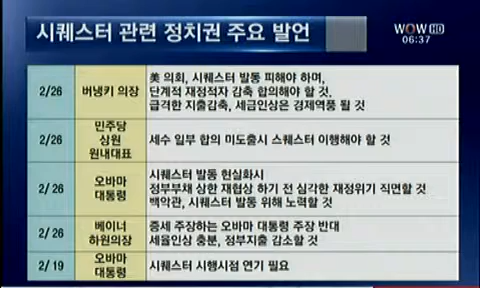 시퀘스터 관련 정치권 주요 발언
WOW HD
06:37
2/26
버냉키 의장
美 의회, 시퀘스터 발동 피해야 하며,
단계적 재정적자 감축 합의해야 할 것.
급격한 지출감축, 세금인상은 경제역풍 될 것
2/26
민주당
상원
원내대표
세수 일부 합의 미도출시 스퀘스터 이행해야 할 것
2/26
오바마
대통령
시퀘스터 발동 현실화시
정부부채 상한 재협상 하기 전 심각한 재정위기 직면할 것
백악관, 시퀘스터 발동 위해 노력할 것
2/26
베이너
하원의장
증세 주장하는 오바마 대통령 주장 반대
세율인상 충분, 정부지출 감소할 것
2/19
오바마
대통령
시퀘스터 시행시점 연기 필요